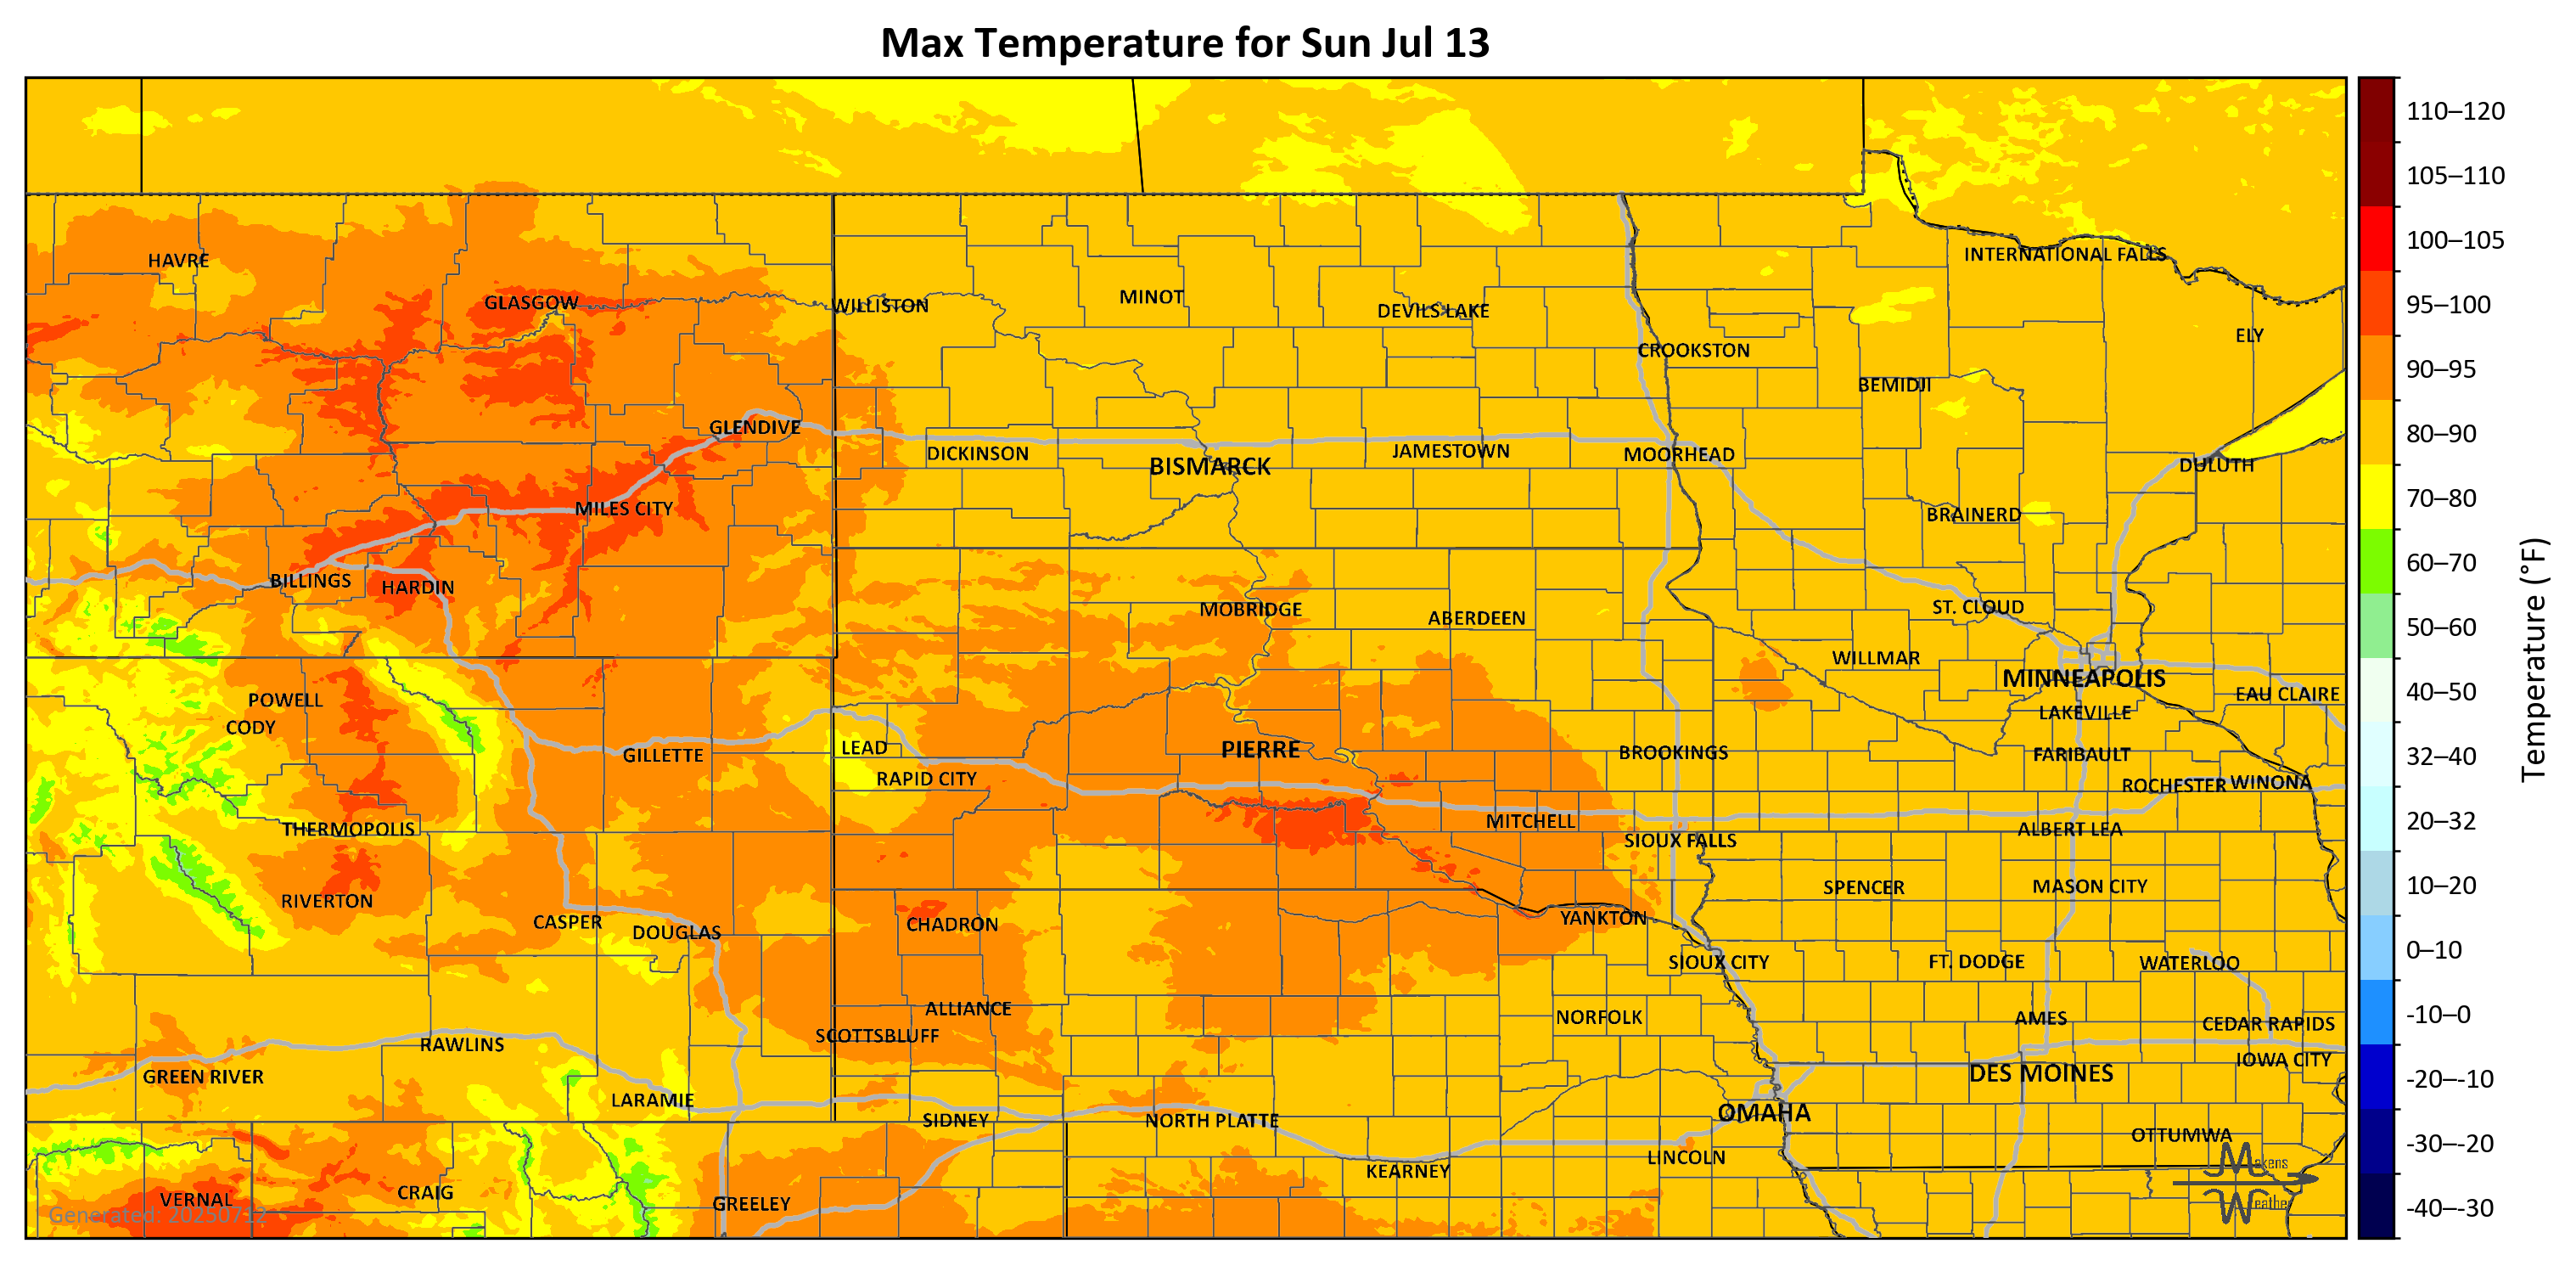 Max Temperature for Sun Jul 13
110–120
105–110
INTERNATIONAL FALLS
100–105
HAVRE
GLASGOW
WILLISTON
MINOT
DEVILS LAKE
95–100
ELY
CROOKSTON
90–95
BEMIDJI
GLENDIVE
80–90
DICKINSON
BISMARCK
JAMESTOWN
MOORHEAD
DULUTH
70–80
MILES CITY
BRAINERD
60–70
BILLINGS
HARDIN
MOBRIDGE
ABERDEEN
ST. CLOUD
50–60
WILLMAR
MINNEAPOLIS
Temperature (°F)
POWELL
EAU CLAIRE
40–50
CODY
LAKEVILLE
LEAD
PIERRE
GILLETTE
BROOKINGS
FARIBAULT
32–40
RAPID CITY
ROCHESTER
WINONA
THERMOPOLIS
MITCHELL
SIOUX FALLS
ALBERT LEA
20–32
RIVERTON
SPENCER
MASON CITY
10–20
CASPER
DOUGLAS
CHADRON
YANKTON
SIOUX CITY
FT. DODGE
WATERLOO
0–10
ALLIANCE
NORFOLK
AMES
CEDAR RAPIDS
-10–0
SCOTTSBLUFF
RAWLINS
IOWA CITY
GREEN RIVER
DES MOINES
-20–-10
LARAMIE
SIDNEY
NORTH PLATTE
OMAHA
OTTUMWA
-30–-20
KEARNEY
LINCOLN
Makens
Weather
VERNAL
CRAIG
GREELEY
-40–-30
Generated: 20250712